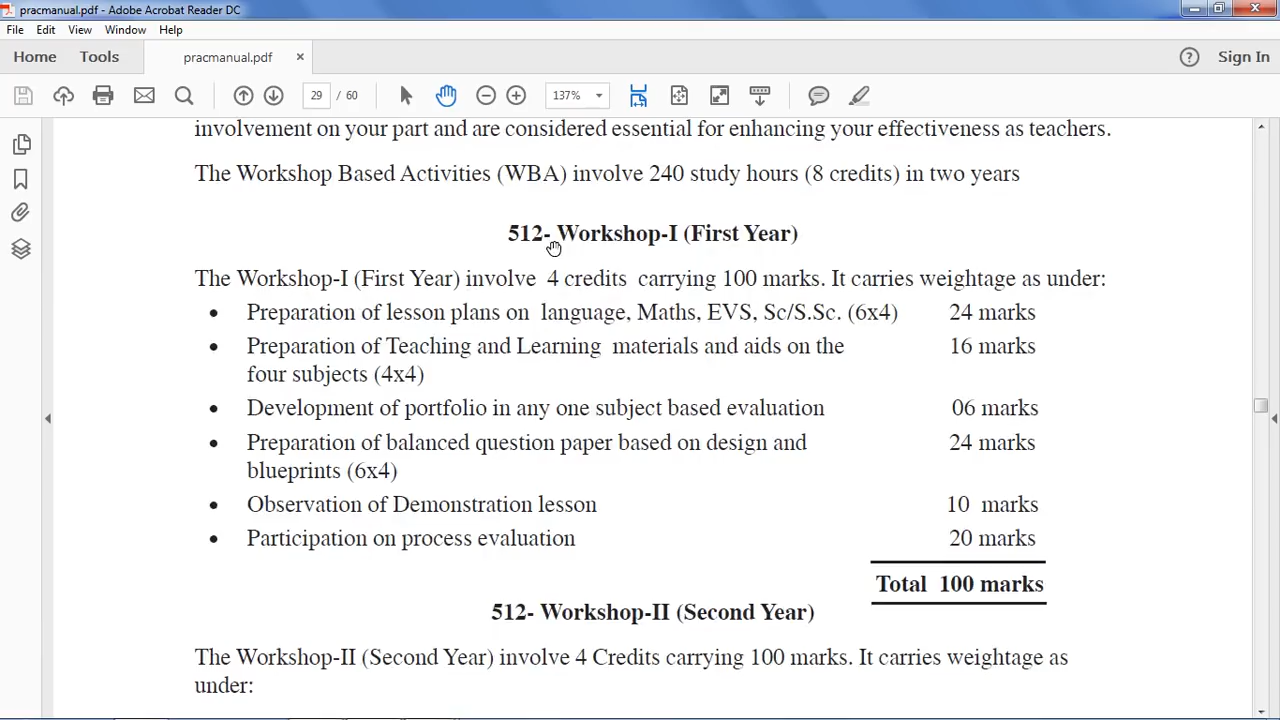 pracmanual.pdf - Adobe Acrobat Reader DC
File Edit View Window Help
Home Tools pracmanual.pdf × ? Sign In
29 / 60 137%
involvement on your part and are considered essential for enhancing your effectiveness as teachers.
The Workshop Based Activities (WBA) involve 240 study hours (8 credits) in two years
512- Workshop-I (First Year)
The Workshop-I (First Year) involve 4 credits carrying 100 marks. It carries weightage as under:
• Preparation of lesson plans on language, Maths, EVS, Sc/S.Sc. (6x4) 24 marks
• Preparation of Teaching and Learning materials and aids on the 16 marks
four subjects (4x4)
• Development of portfolio in any one subject based evaluation 06 marks
• Preparation of balanced question paper based on design and 24 marks
blueprints (6x4)
• Observation of Demonstration lesson 10 marks
• Participation on process evaluation 20 marks
Total 100 marks
512- Workshop-II (Second Year)
The Workshop-II (Second Year) involve 4 Credits carrying 100 marks. It carries weightage as
under: